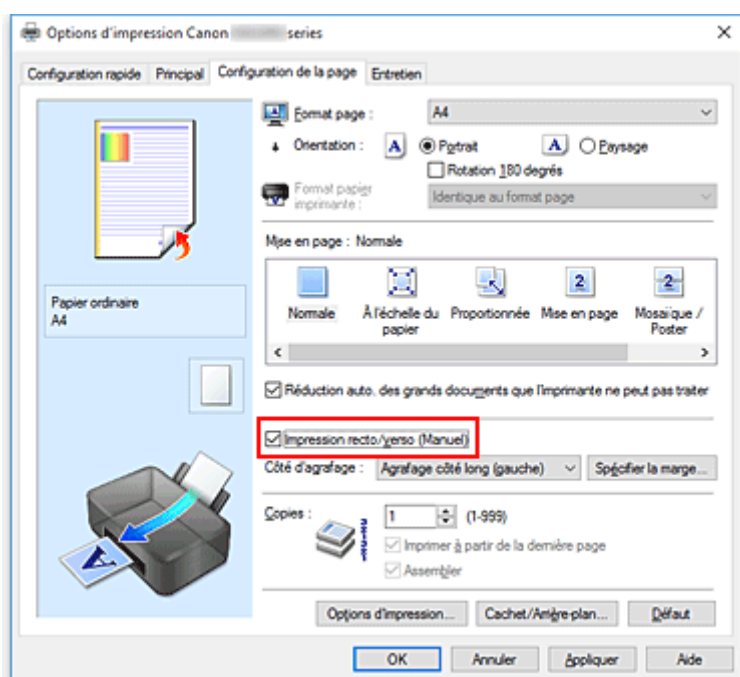 Options d'impression Canon series
Configuration rapide Principal Configuration de la page Entretien
Format page : A4
Orientation : A Portrait A Paysage
Rotation 180 degrés
Format papier imprimante : Identique au format page
Mise en page : Normale
2 2
Normale À l'échelle du papier Proportionnée Mise en page Mosaïque / Poster
Papier ordinaire
A4
Réduction auto. des grands documents que l'imprimante ne peut pas traiter
Impression recto/verso (Manuel)
Côté d'agrafage : Agrafage côté long (gauche) Spécifier la marge...
Copies : 1 (1-999)
Imprimer à partir de la dernière page
Assembler
A
Options d'impression... Cachet/Arrière-plan... Défaut
OK Annuler Appliquer Aide